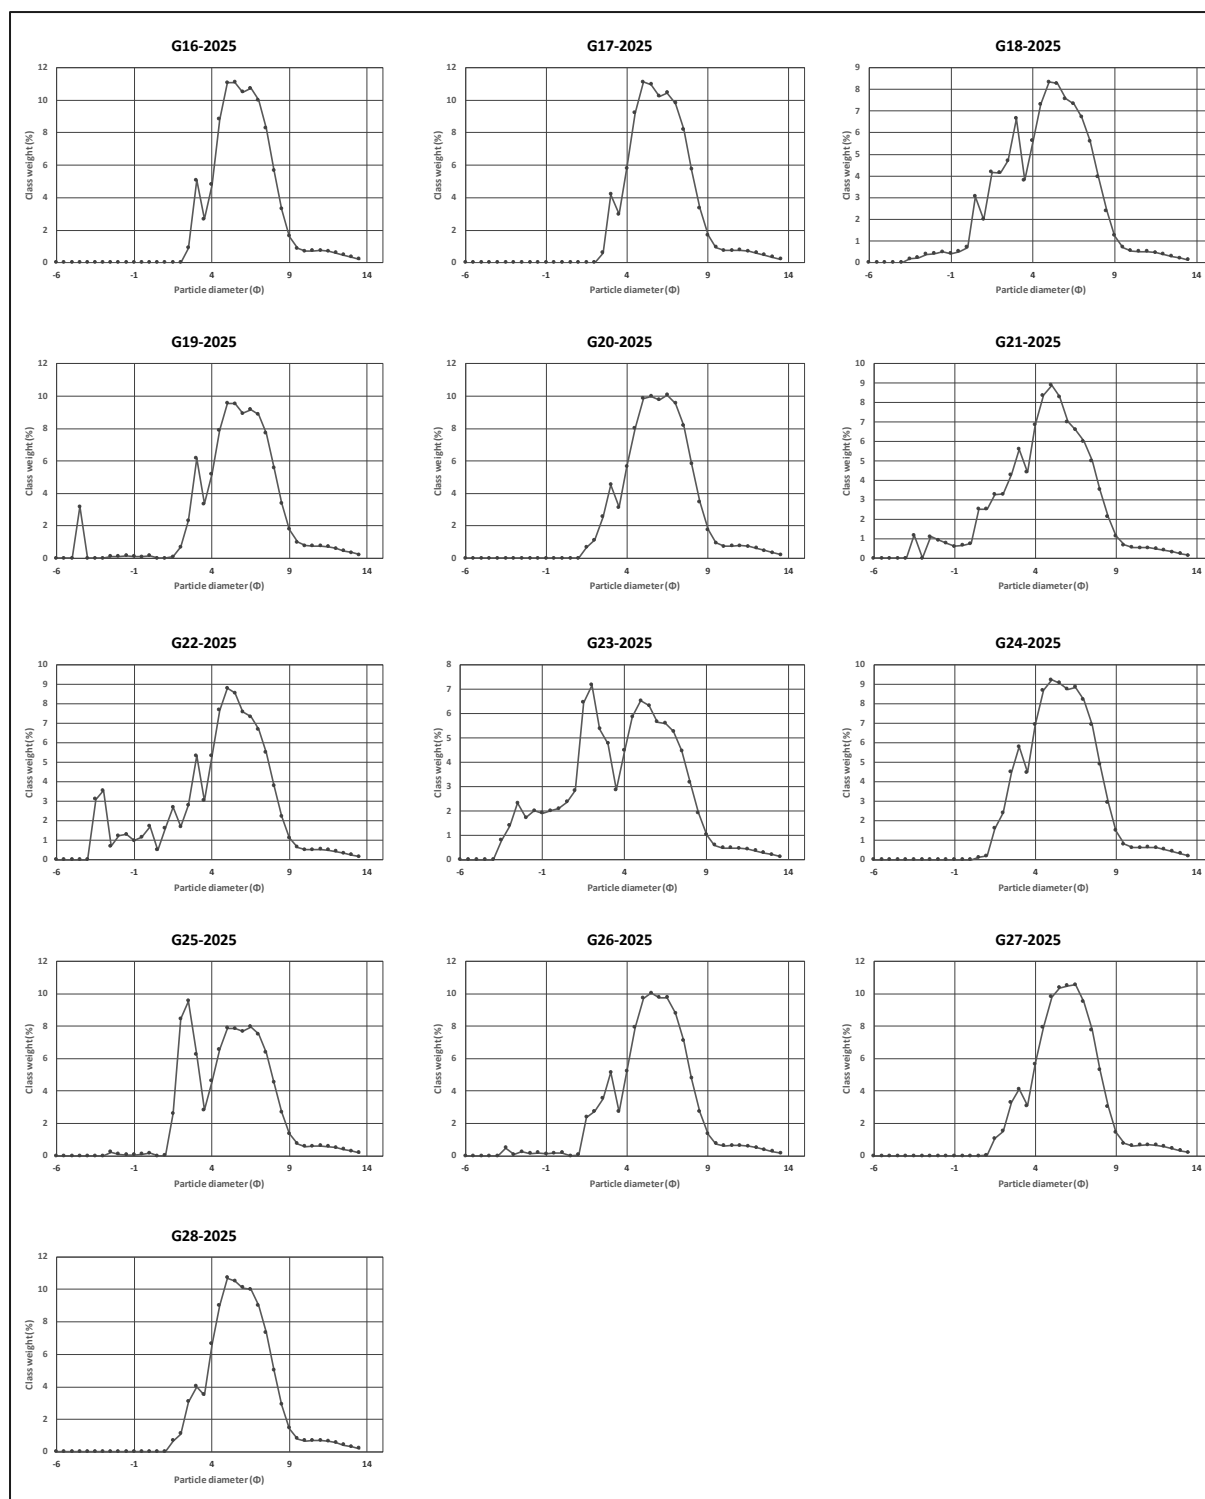 G16-2025
12
10
8
6
4
2
0
-6 -1 4 9 14
Class weight (%)
Particle diameter (Φ)
G17-2025
12
10
8
6
4
2
0
-6 -1 4 9 14
Class weight (%)
Particle diameter (Φ)
G18-2025
9
8
7
6
5
4
3
2
1
0
-6 -1 4 9 14
Class weight (%)
Particle diameter (Φ)
G19-2025
12
10
8
6
4
2
0
-6 -1 4 9 14
Class weight (%)
Particle diameter (Φ)
G20-2025
12
10
8
6
4
2
0
-6 -1 4 9 14
Class weight (%)
Particle diameter (Φ)
G21-2025
10
9
8
7
6
5
4
3
2
1
0
-6 -1 4 9 14
Class weight (%)
Particle diameter (Φ)
G22-2025
10
9
8
7
6
5
4
3
2
1
0
-6 -1 4 9 14
Class weight (%)
Particle diameter (Φ)
G23-2025
8
7
6
5
4
3
2
1
0
-6 -1 4 9 14
Class weight (%)
Particle diameter (Φ)
G24-2025
10
9
8
7
6
5
4
3
2
1
0
-6 -1 4 9 14
Class weight (%)
Particle diameter (Φ)
G25-2025
12
10
8
6
4
2
0
-6 -1 4 9 14
Class weight (%)
Particle diameter (Φ)
G26-2025
12
10
8
6
4
2
0
-6 -1 4 9 14
Class weight (%)
Particle diameter (Φ)
G27-2025
12
10
8
6
4
2
0
-6 -1 4 9 14
Class weight (%)
Particle diameter (Φ)
G28-2025
12
10
8
6
4
2
0
-6 -1 4 9 14
Class weight (%)
Particle diameter (Φ)